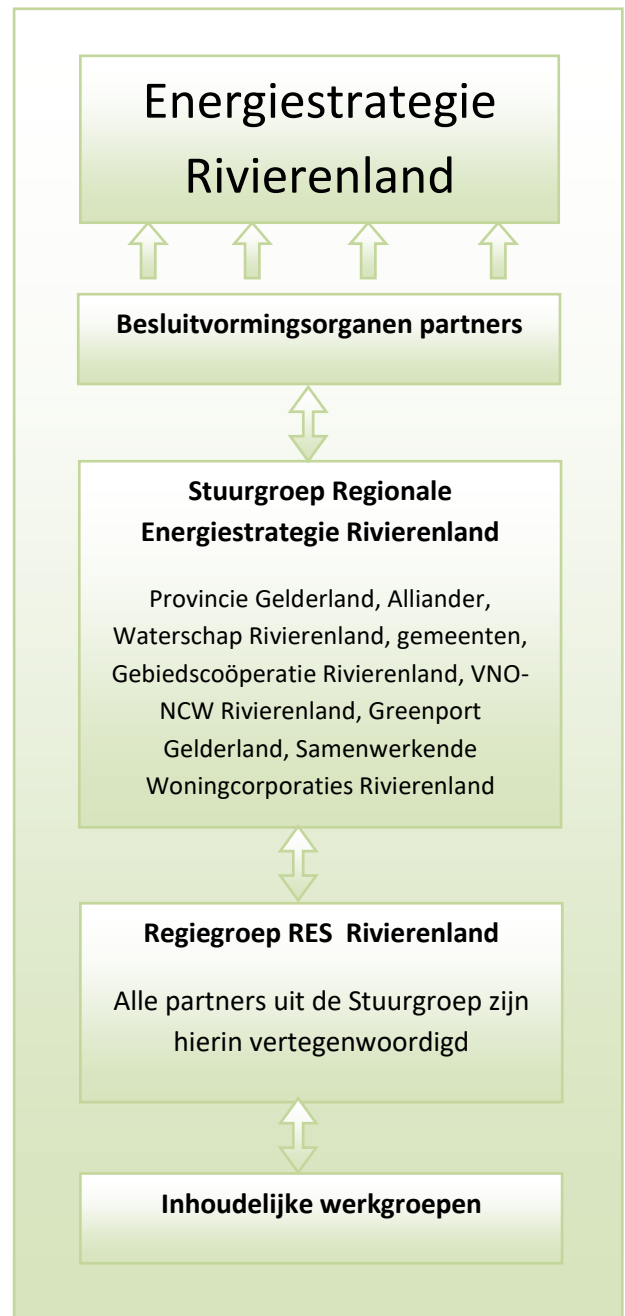 Energiestrategie
Rivierenland
Besluitvormingsorganen partners
Stuurgroep Regionale
Energiestrategie Rivierenland
Provincie Gelderland, Alliander,
Waterschap Rivierenland, gemeenten,
Gebiedscoöperatie Rivierenland, VNO-
NCW Rivierenland, Greenport
Gelderland, Samenwerkende
Woningcorporaties Rivierenland
Regiegroep RES  Rivierenland
Alle partners uit de Stuurgroep zijn
hierin vertegenwoordigd
Inhoudelijke werkgroepen